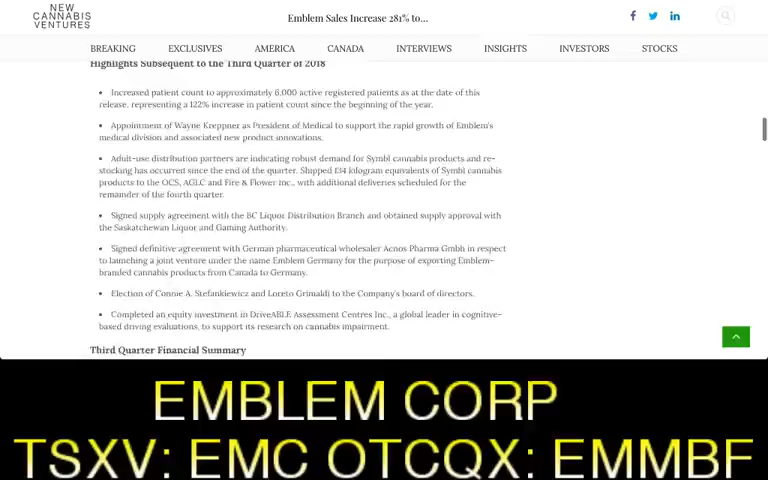 NEW
CANNABIS
VENTURES
Emblem Sales Increase 281% to...
BREAKING EXCLUSIVES AMERICA CANADA INTERVIEWS INSIGHTS INVESTORS STOCKS
Highlights Subsequent to the Third Quarter of 2018
• Increased patient count to approximately 6,000 active registered patients as at the date of this
release, representing a 122% increase in patient count since the beginning of the year.
• Appointment of Wayne Kreppner as President of Medical to support the rapid growth of Emblem's
medical division and associated new product innovations.
• Adult-use distribution partners are indicating robust demand for Symbl cannabis products and re-
stocking has occurred since the end of the quarter. Shipped 134 kilogram equivalents of Symbl cannabis
products to the OCS, AGLC and Fire & Flower Inc., with additional deliveries scheduled for the
remainder of the fourth quarter.
• Signed supply agreement with the BC Liquor Distribution Branch and obtained supply approval with
the Saskatchewan Liquor and Gaming Authority.
• Signed definitive agreement with German pharmaceutical wholesaler Acnos Pharma Gmbh in respect
to launching a joint venture under the name Emblem Germany for the purpose of exporting Emblem-
branded cannabis products from Canada to Germany.
• Election of Connie A. Stefankiewicz and Loreto Grimaldi to the Company's board of directors.
• Completed an equity investment in DriveABLE Assessment Centres Inc., a global leader in cognitive-
based driving evaluations, to support its research on cannabis impairment.
Third Quarter Financial Summary
EMBLEM CORP
TSXV: EMC OTCQX: EMMBF